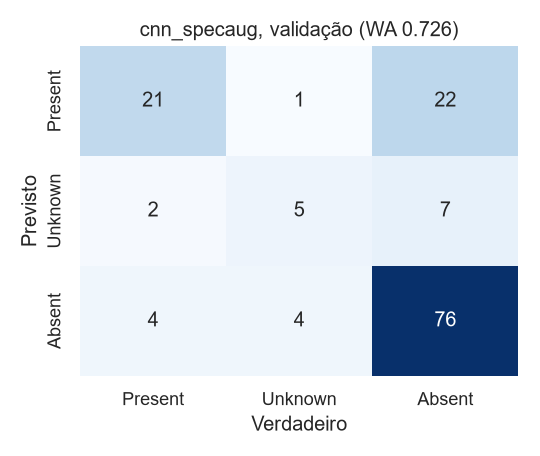 cnn_specaug, validação (WA 0.726)
Previsto
Present
21 1 22
Unknown
2 5 7
Absent
4 4 76
Present Unknown Absent
Verdadeiro